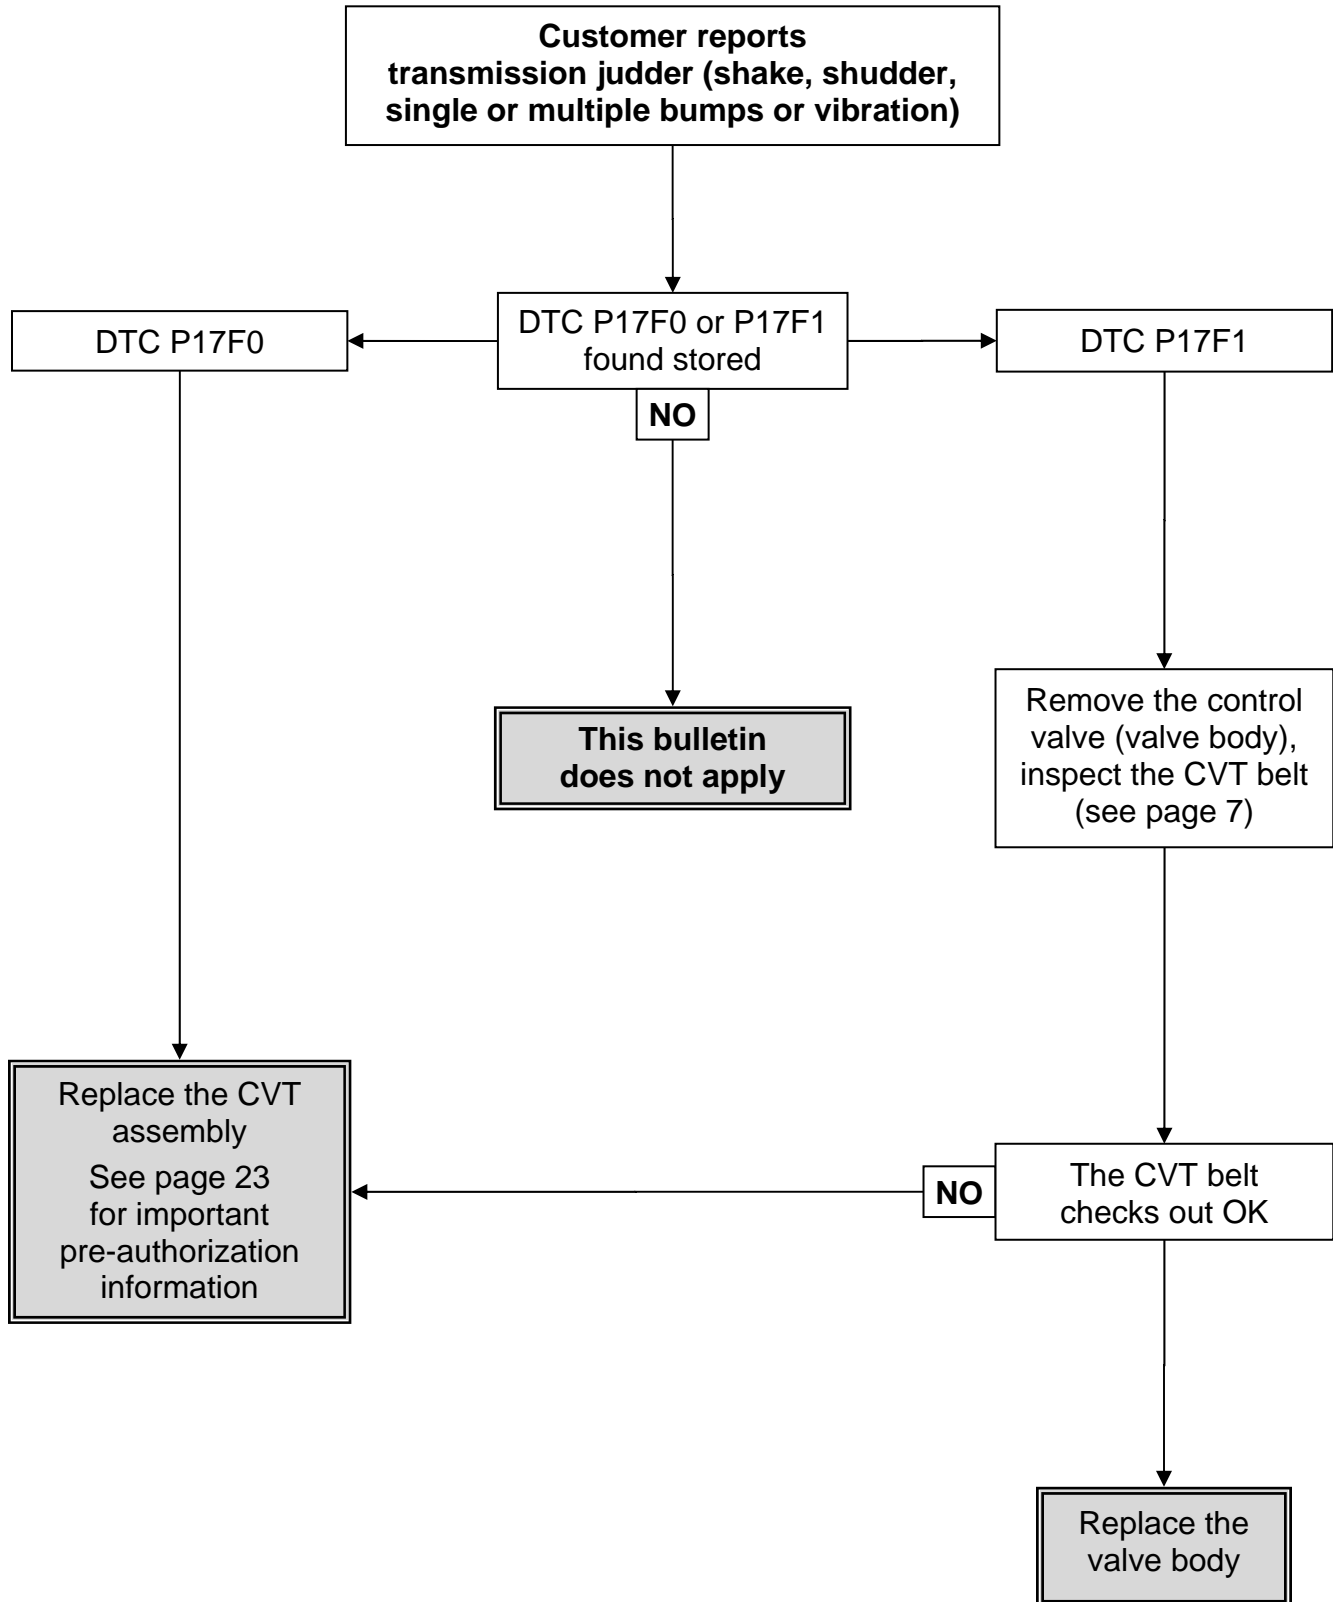 Customer reports
transmission judder (shake, shudder,
single or multiple bumps or vibration)
DTC P17F0
DTC P17F0 or P17F1
found stored
DTC P17F1
NO
Remove the control
valve (valve body),
inspect the CVT belt
(see page 7)
This bulletin
does not apply
Replace the CVT
assembly
See page 23
for important
pre-authorization
information
NO
The CVT belt
checks out OK
Replace the
valve body